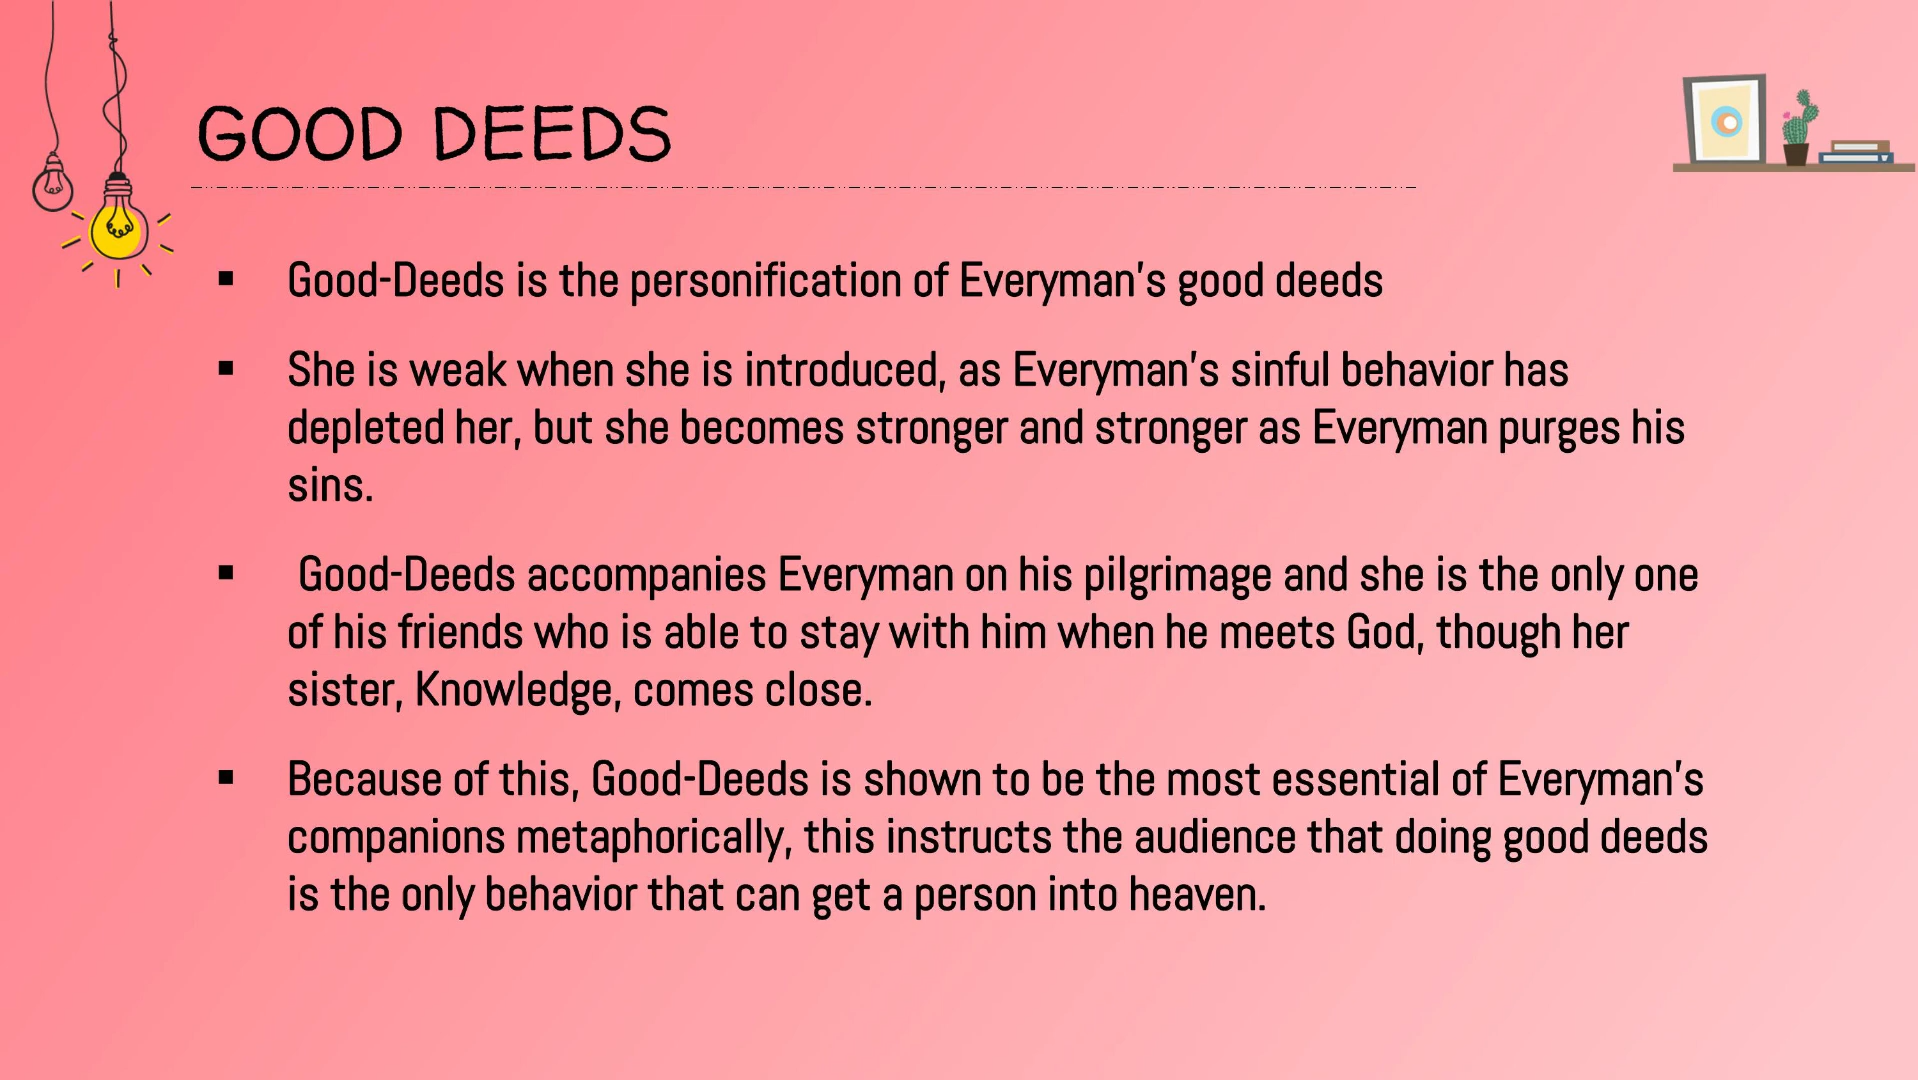 GOOD DEEDS
▪ Good-Deeds is the personification of Everyman's good deeds
▪ She is weak when she is introduced, as Everyman's sinful behavior has
depleted her, but she becomes stronger and stronger as Everyman purges his
sins.
▪ Good-Deeds accompanies Everyman on his pilgrimage and she is the only one
of his friends who is able to stay with him when he meets God, though her
sister, Knowledge, comes close.
▪ Because of this, Good-Deeds is shown to be the most essential of Everyman's
companions metaphorically, this instructs the audience that doing good deeds
is the only behavior that can get a person into heaven.